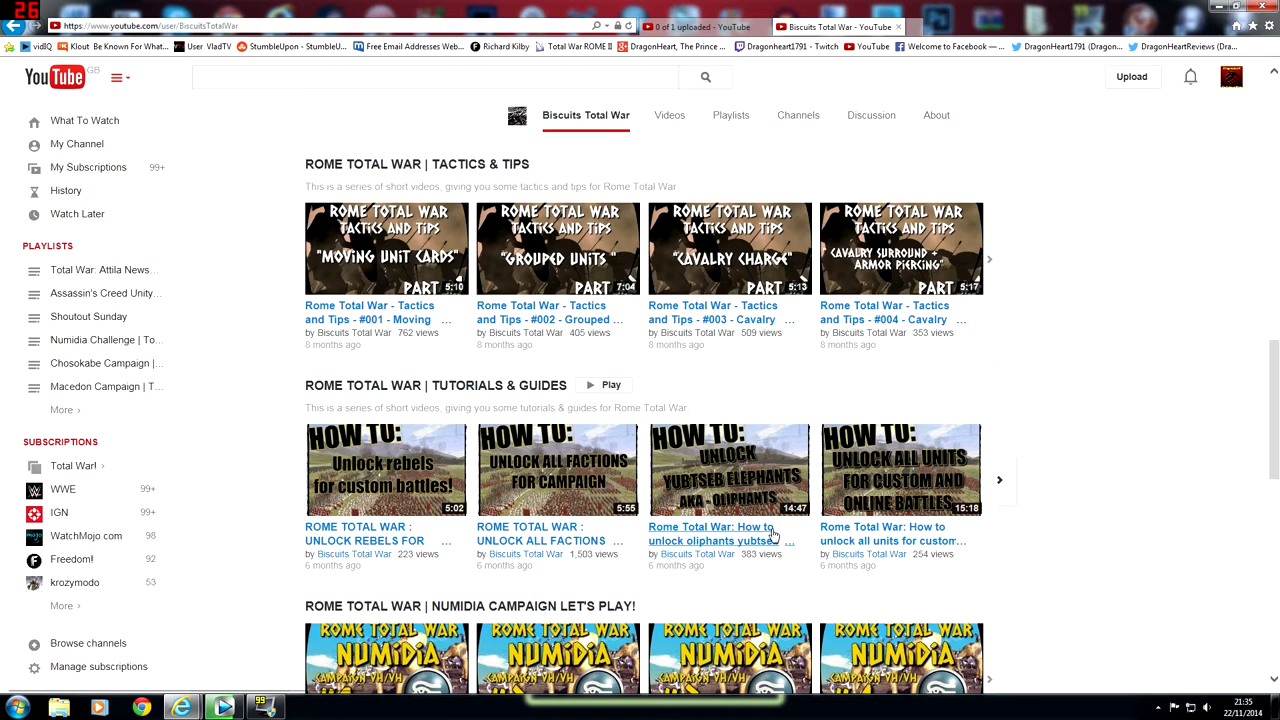 26
https://www.youtube.com/user/BiscuitsTotalWar
0 of 1 uploaded - YouTube
Biscuits Total War - YouTube
vidIQ
Klout Be Known For What...
User VladTV
StumbleUpon - StumbleU...
Free Email Addresses Web...
Richard Kilby
Total War ROME II
DragonHeart, The Prince ...
Dragonheart1791 - Twitch
YouTube
Welcome to Facebook — ...
DragonHeart1791 (Dragon...
DragonHeartReviews (Dra...
YouTube GB
Upload
Biscuits Total War
Videos
Playlists
Channels
Discussion
About
What To Watch
My Channel
My Subscriptions 99+
History
Watch Later
PLAYLISTS
Total War: Attila News...
Assassin's Creed Unity...
Shoutout Sunday
Numidia Challenge | To...
Chosokabe Campaign |...
Macedon Campaign | T...
More ›
SUBSCRIPTIONS
Total War! ›
WWE 99+
IGN 99+
WatchMojo.com 98
Freedom! 92
krozymodo 53
More ›
Browse channels
Manage subscriptions
ROME TOTAL WAR | TACTICS & TIPS
This is a series of short videos, giving you some tactics and tips for Rome Total War
ROME TOTAL WAR
TACTICS AND TIPS
"MOVING UNIT CARDS"
PART
5:10
Rome Total War - Tactics
and Tips - #001 - Moving ...
by Biscuits Total War 762 views
8 months ago
ROME TOTAL WAR
TACTICS AND TIPS
"GROUPED UNITS "
PART
7:04
Rome Total War - Tactics
and Tips - #002 - Grouped ...
by Biscuits Total War 405 views
8 months ago
ROME TOTAL WAR
TACTICS AND TIPS
"CAVALRY CHARGE"
PART
5:13
Rome Total War - Tactics
and Tips - #003 - Cavalry ...
by Biscuits Total War 509 views
8 months ago
ROME TOTAL WAR
TACTICS AND TIPS
"CAVALRY SURROUND +
ARMOR PIERCING"
PART
5:17
Rome Total War - Tactics
and Tips - #004 - Cavalry ...
by Biscuits Total War 353 views
8 months ago
ROME TOTAL WAR | TUTORIALS & GUIDES
Play
This is a series of short videos, giving you some tutorials & guides for Rome Total War.
HOW TO:
Unlock rebels
for custom battles!
5:02
ROME TOTAL WAR :
UNLOCK REBELS FOR ...
by Biscuits Total War 223 views
6 months ago
HOW TO:
UNLOCK ALL FACTIONS
FOR CAMPAIGN
5:55
ROME TOTAL WAR :
UNLOCK ALL FACTIONS ...
by Biscuits Total War 1,503 views
6 months ago
HOW TO:
UNLOCK
YUBTSEB ELEPHANTS
AKA - OLIPHANTS
14:47
Rome Total War: How to
unlock oliphants yubtseb ...
by Biscuits Total War 383 views
6 months ago
HOW TO:
UNLOCK ALL UNITS
FOR CUSTOM AND
ONLINE BATTLES
15:18
Rome Total War: How to
unlock all units for custom...
by Biscuits Total War 254 views
6 months ago
ROME TOTAL WAR | NUMIDIA CAMPAIGN LET'S PLAY!
ROME TOTAL WAR
NUMIDIA
CAMPAIGN VH/VH
ROME TOTAL WAR
NUMIDIA
CAMPAIGN VH/VH
ROME TOTAL WAR
NUMIDIA
CAMPAIGN VH/VH
ROME TOTAL WAR
NUMIDIA
CAMPAIGN VH/VH
99
21:35
22/11/2014